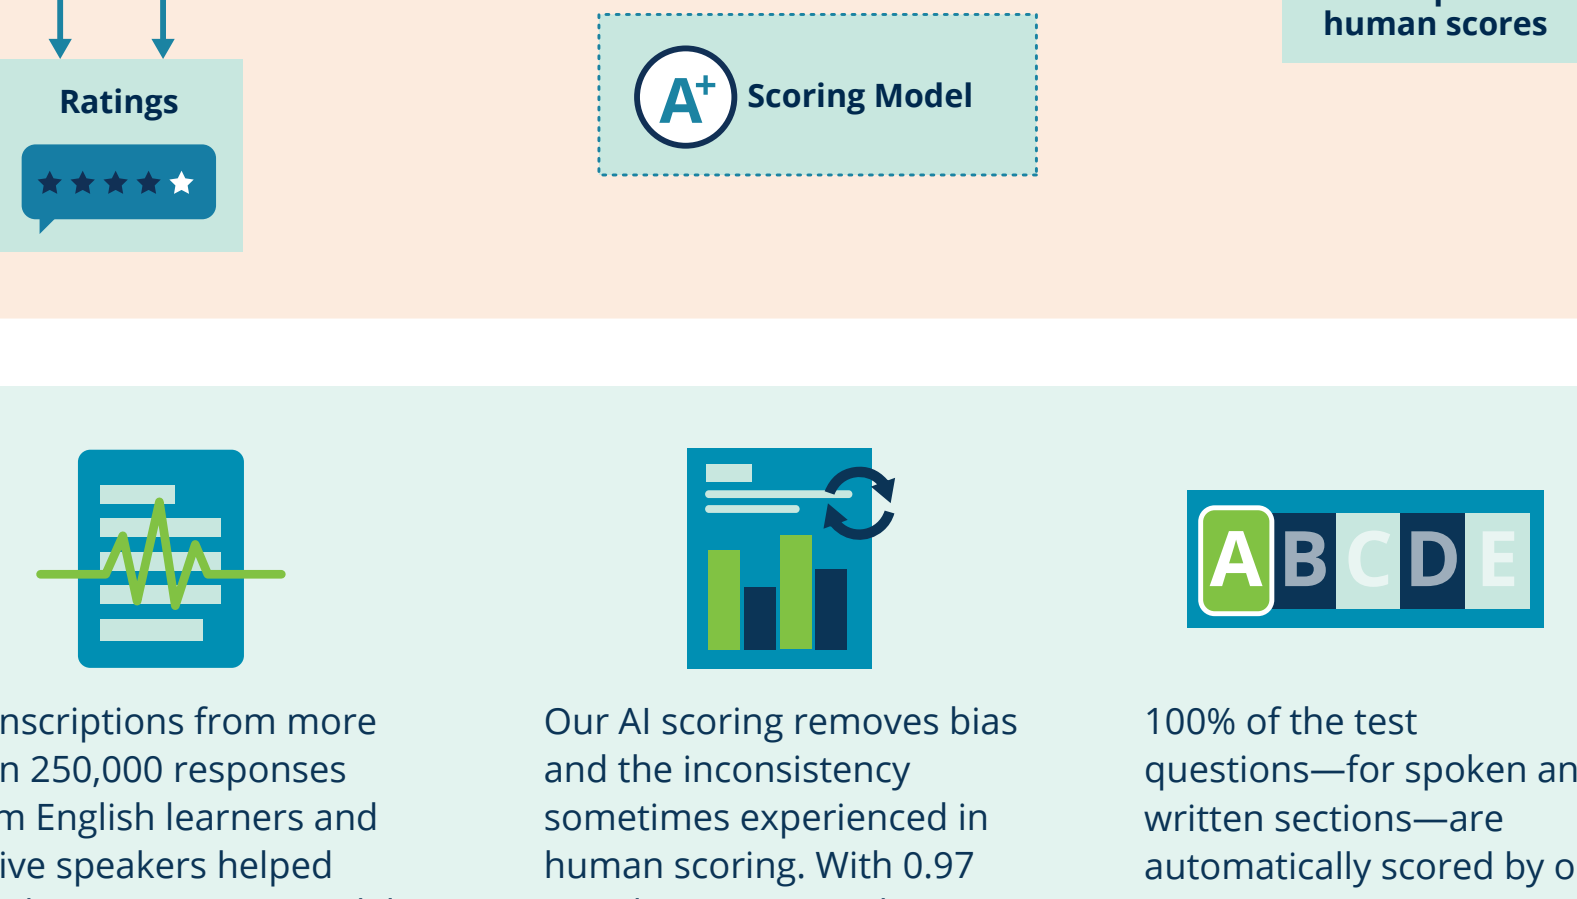 human scores
Ratings
A+ Scoring Model
A B C D E
nscriptions from more
n 250,000 responses
m English learners and
ive speakers helped
Our AI scoring removes bias
and the inconsistency
sometimes experienced in
human scoring. With 0.97
100% of the test
questions—for spoken an
written sections—are
automatically scored by o